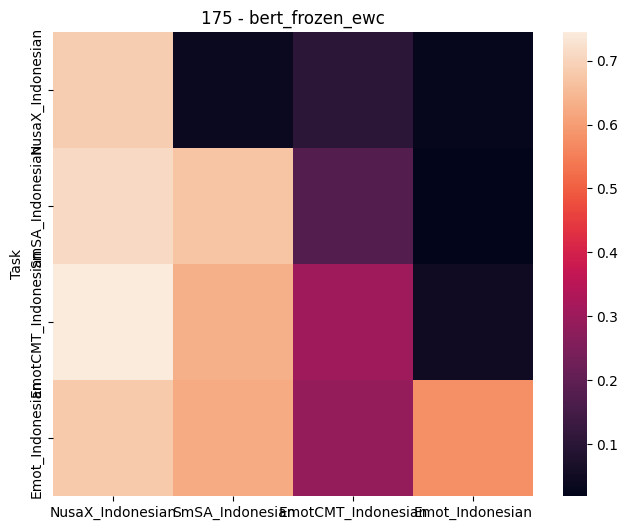 175 - bert_frozen_ewc
Task
NusaX_Indonesian
SmSA_Indonesian
EmotCMT_Indonesian
Emot_Indonesian
NusaX_Indonesian
SmSA_Indonesian
EmotCMT_Indonesian
Emot_Indonesian
0.7
0.6
0.5
0.4
0.3
0.2
0.1